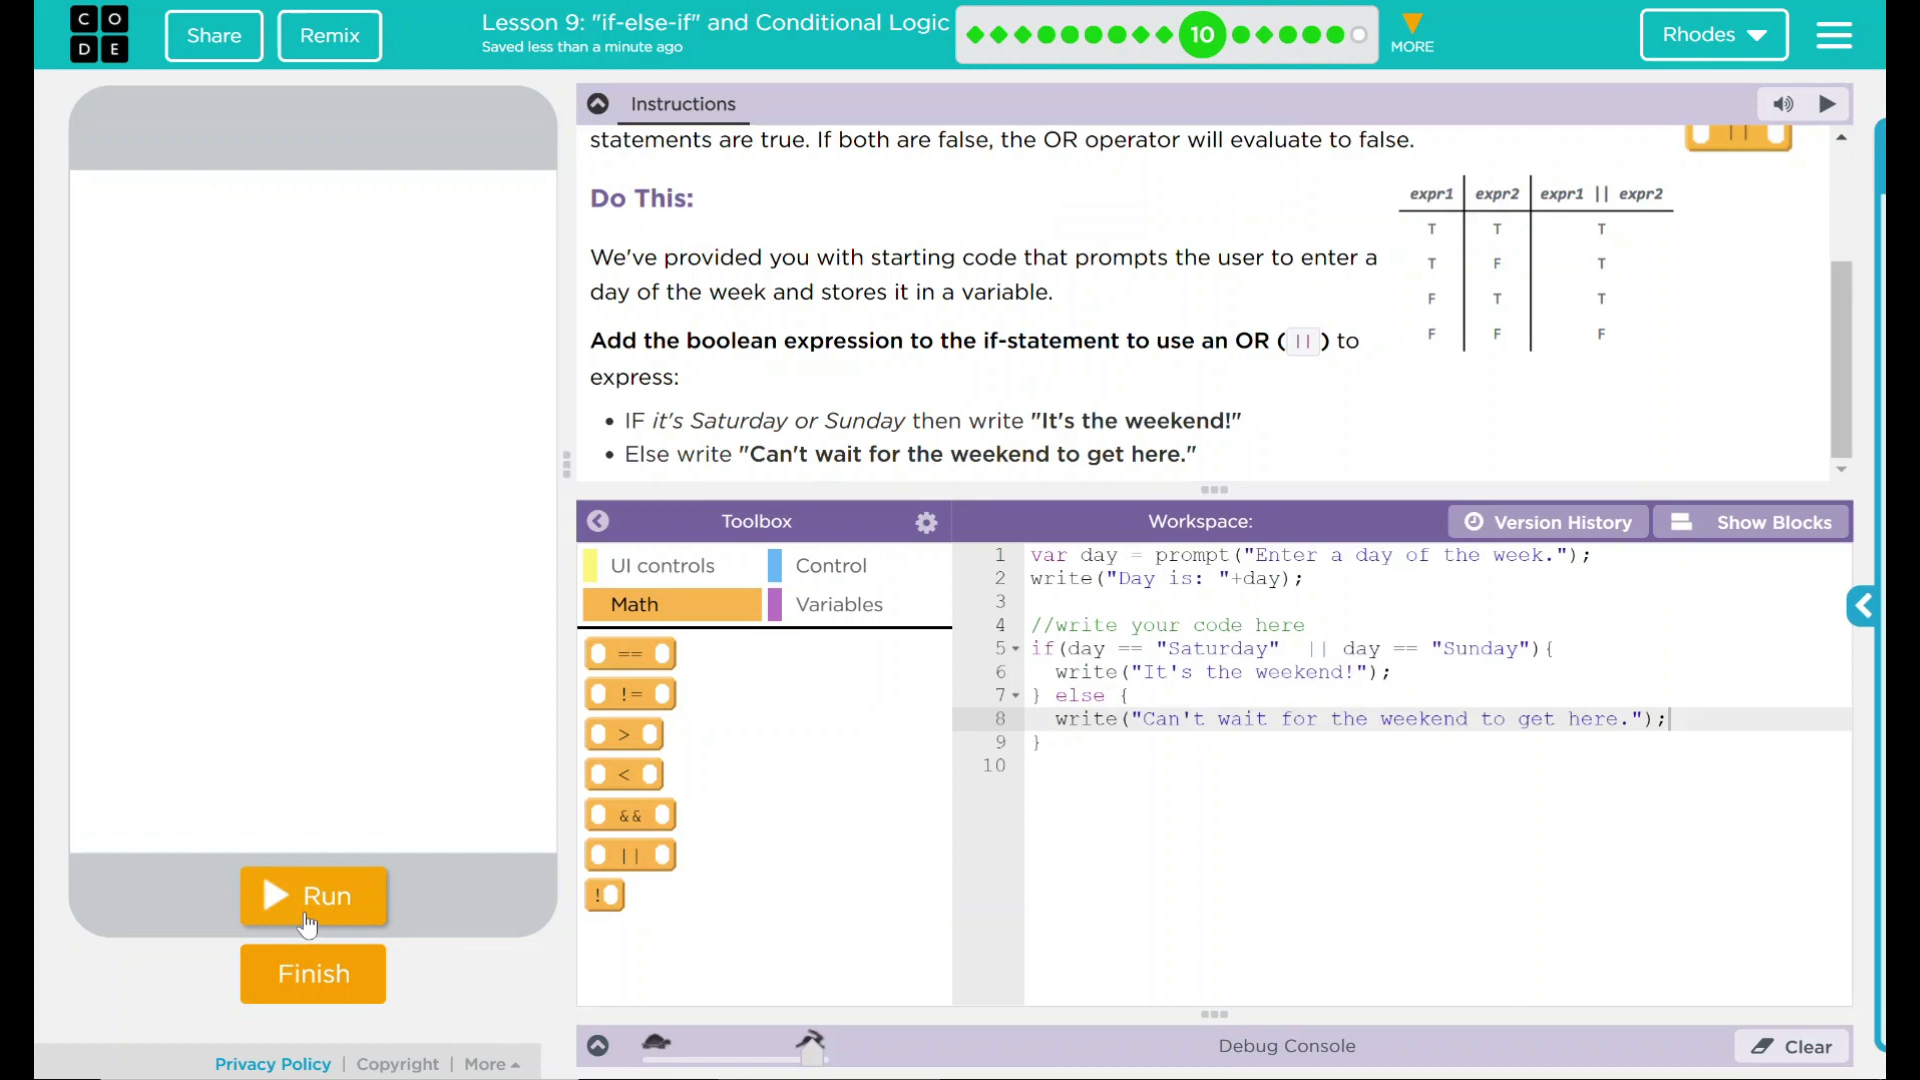 C O
D E
Share
Remix
Lesson 9: "if-else-if" and Conditional Logic
Saved less than a minute ago
10
MORE
Rhodes
Instructions
statements are true. If both are false, the OR operator will evaluate to false.
||
Do This:
We've provided you with starting code that prompts the user to enter a
day of the week and stores it in a variable.
Add the boolean expression to the if-statement to use an OR ( || ) to
express:
• IF it's Saturday or Sunday then write "It's the weekend!"
• Else write "Can't wait for the weekend to get here."
expr1 expr2 expr1 || expr2
T T T
T F T
F T T
F F F
Toolbox
UI controls
Control
Math
Variables
==
!=
>
<
&&
||
!
Workspace:
Version History
Show Blocks
1 var day = prompt("Enter a day of the week.");
2 write("Day is: "+day);
3
4 //write your code here
5 if(day == "Saturday"  || day == "Sunday"){
6   write("It's the weekend!");
7 } else {
8   write("Can't wait for the weekend to get here.");
9 }
10
Run
Finish
Debug Console
Clear
Privacy Policy | Copyright | More